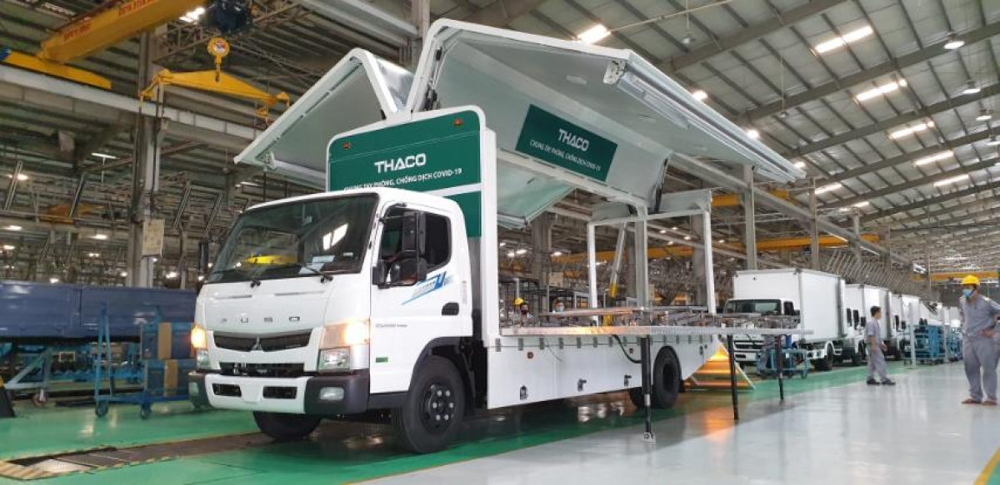 THACO
CHUNG TAY PHÒNG, CHỐNG DỊCH COVID-19
THACO
CHUNG TAY PHÒNG, CHỐNG DỊCH COVID-19
FUSO